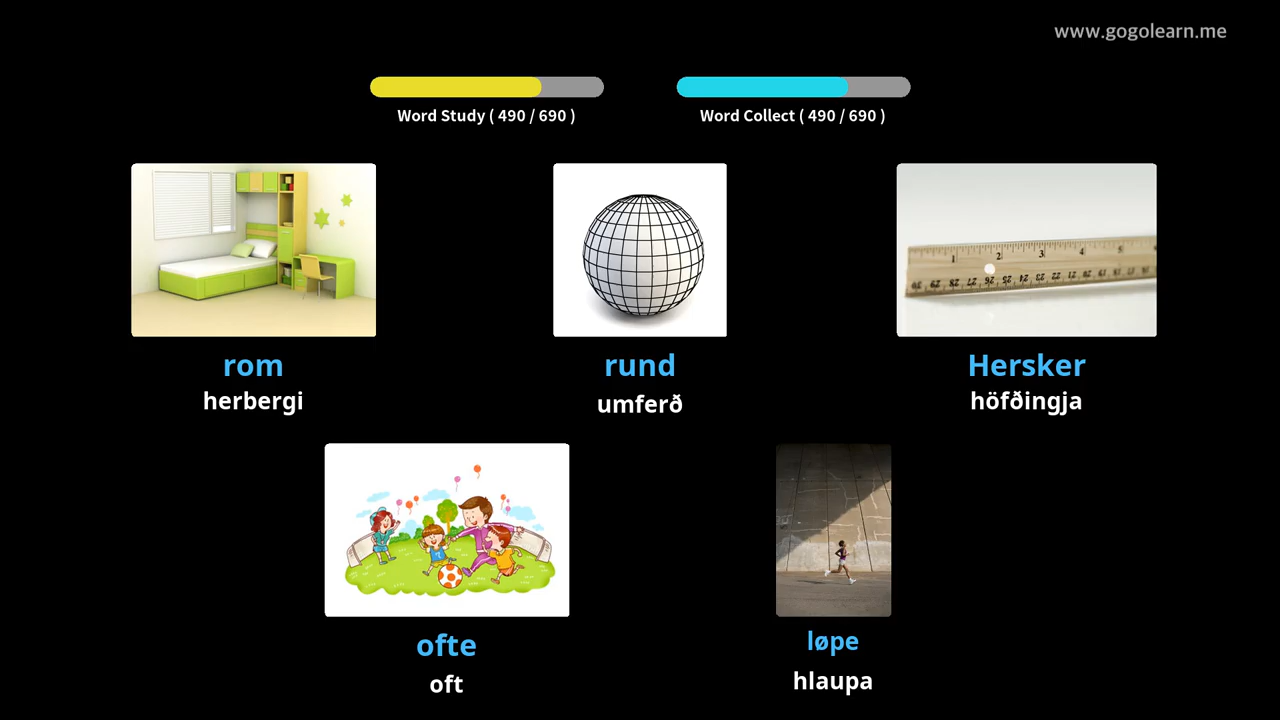 www.gogolearn.me
Word Study ( 490 / 690 )
Word Collect ( 490 / 690 )
rom
herbergi
rund
umferð
Hersker
höfðingja
ofte
oft
løpe
hlaupa